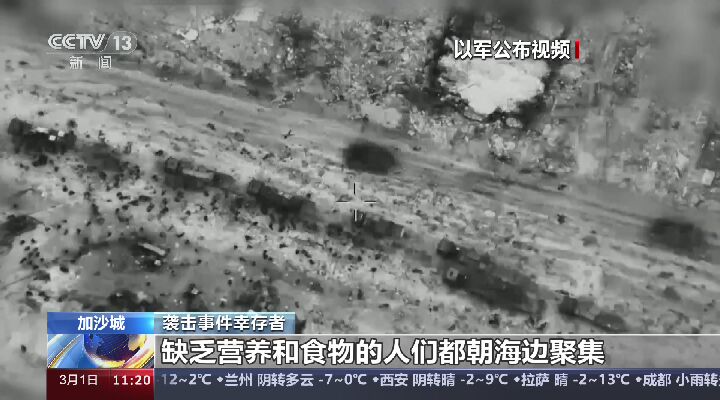 CCTV 13
新闻
以军公布视频
加沙城
袭击事件幸存者
缺乏营养和食物的人们都朝海边聚集
3月1日 11:20
-12~2℃ 兰州 阴转多云 -7~0℃ 西安 阴转晴 -2~9℃ 拉萨 晴 -2~13℃ 成都 小雨转